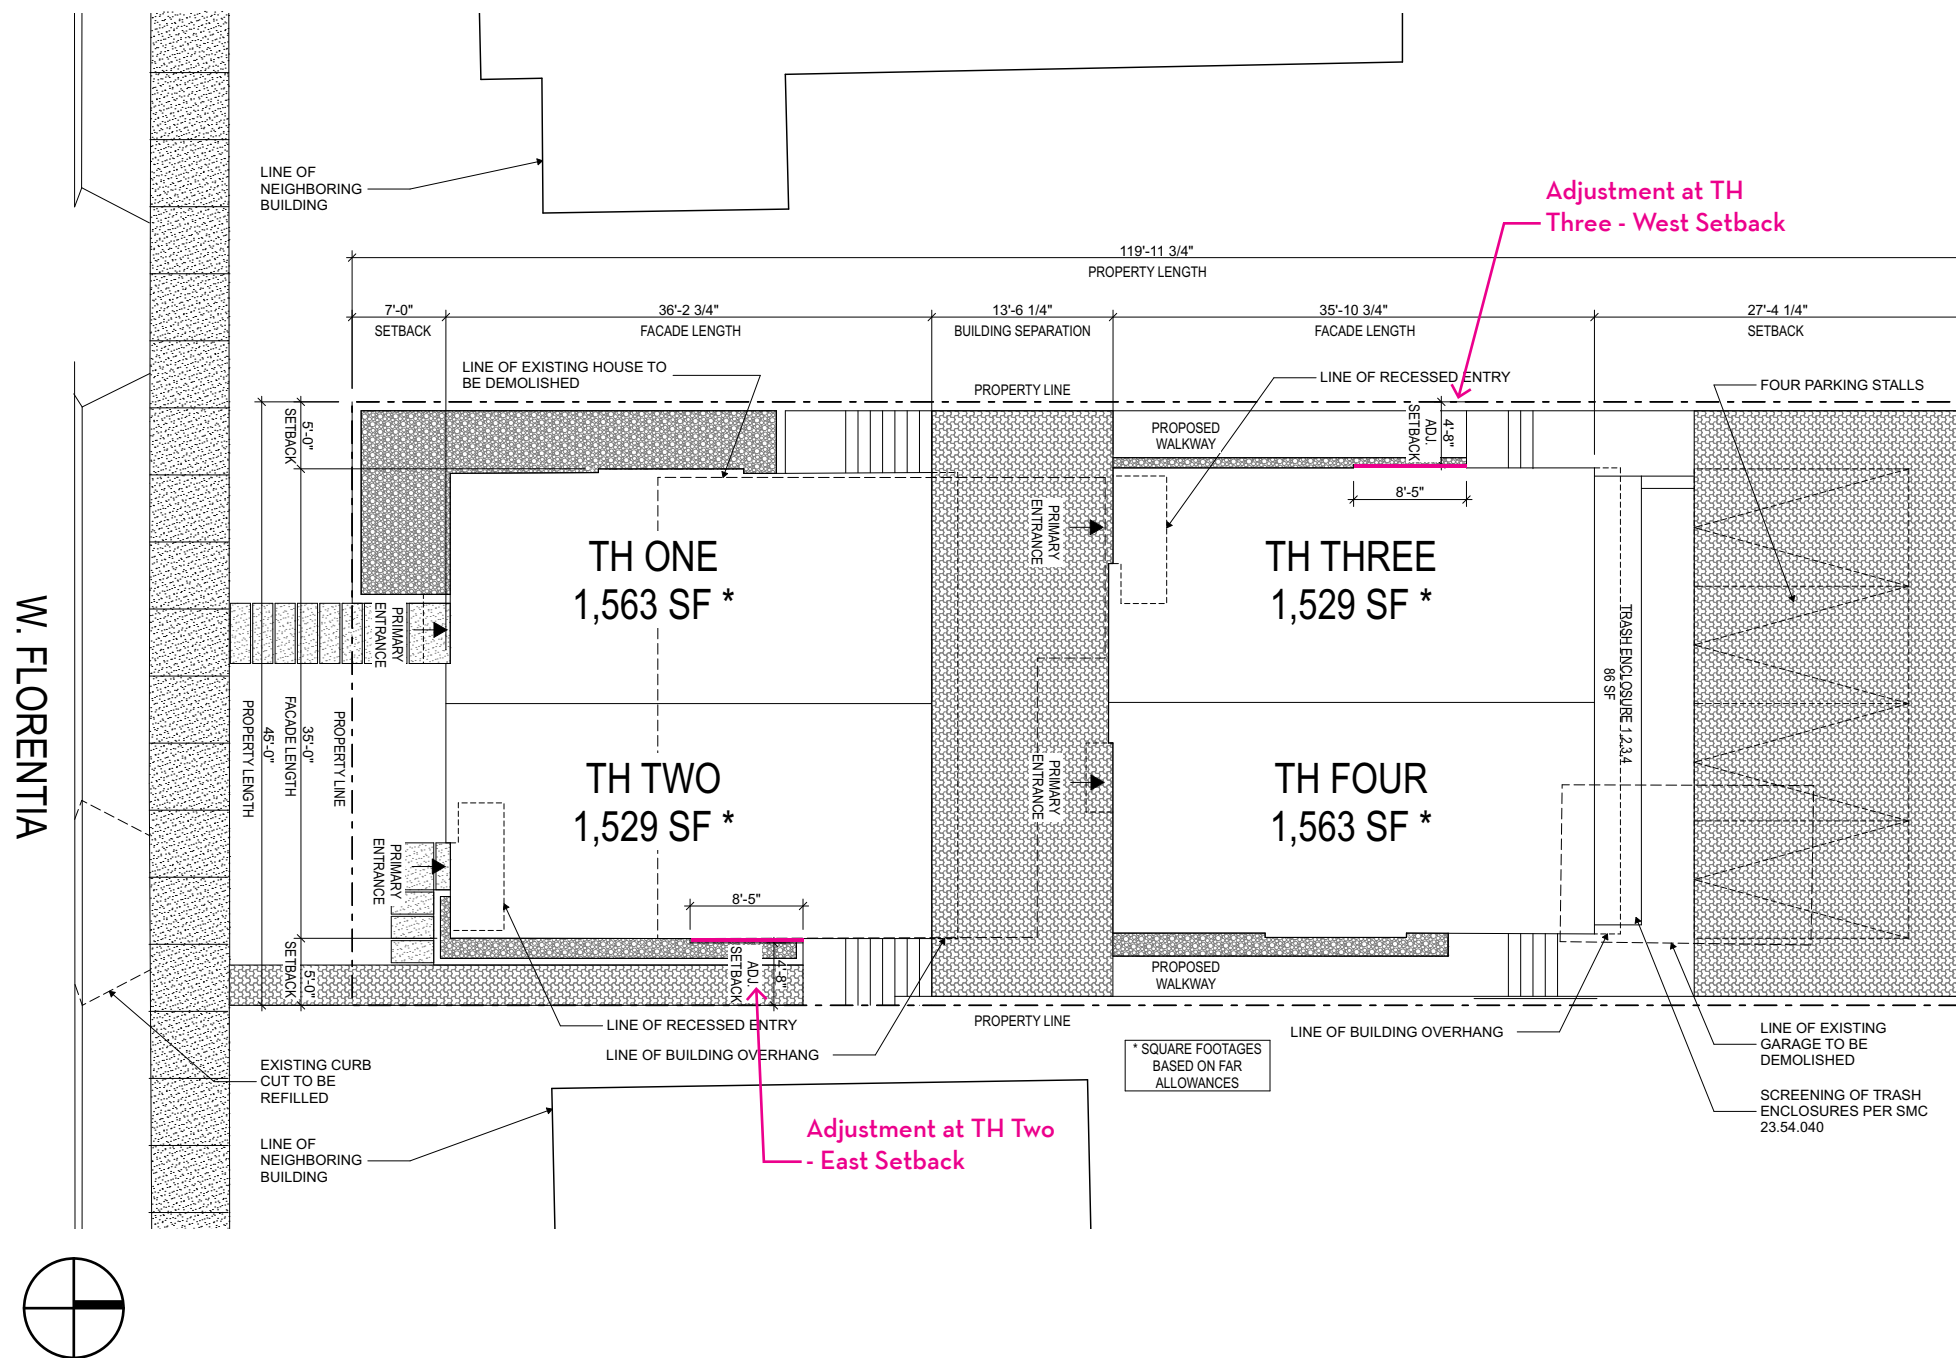 LINE OF
NEIGHBORING
BUILDING
Adjustment at TH
Three - West Setback
119'-11 3/4"
PROPERTY LENGTH
7'-0"
SETBACK
36'-2 3/4"
FACADE LENGTH
13'-6 1/4"
BUILDING SEPARATION
35'-10 3/4"
FACADE LENGTH
27'-4 1/4"
SETBACK
LINE OF EXISTING HOUSE TO
BE DEMOLISHED
PROPERTY LINE
LINE OF RECESSED ENTRY
FOUR PARKING STALLS
5'-0"
SETBACK
PROPOSED
WALKWAY
4'-8"
ADJ.
SETBACK
8'-5"
PRIMARY
ENTRANCE
TH ONE
1,563 SF *
TH THREE
1,529 SF *
PRIMARY
ENTRANCE
TRASH ENCLOSURE 1,2,3,4
86 SF
W. FLORENTIA
PROPERTY LINE
35'-0"
FACADE LENGTH
45'-0"
PROPERTY LENGTH
TH TWO
1,529 SF *
PRIMARY
ENTRANCE
TH FOUR
1,563 SF *
PRIMARY
ENTRANCE
8'-5"
5'-0"
SETBACK
4'-8"
ADJ.
SETBACK
PROPOSED
WALKWAY
LINE OF RECESSED ENTRY
PROPERTY LINE
LINE OF BUILDING OVERHANG
LINE OF BUILDING OVERHANG
LINE OF EXISTING
GARAGE TO BE
DEMOLISHED
* SQUARE FOOTAGES
BASED ON FAR
ALLOWANCES
EXISTING CURB
CUT TO BE
REFILLED
SCREENING OF TRASH
ENCLOSURES PER SMC
23.54.040
LINE OF
NEIGHBORING
BUILDING
Adjustment at TH Two
- East Setback